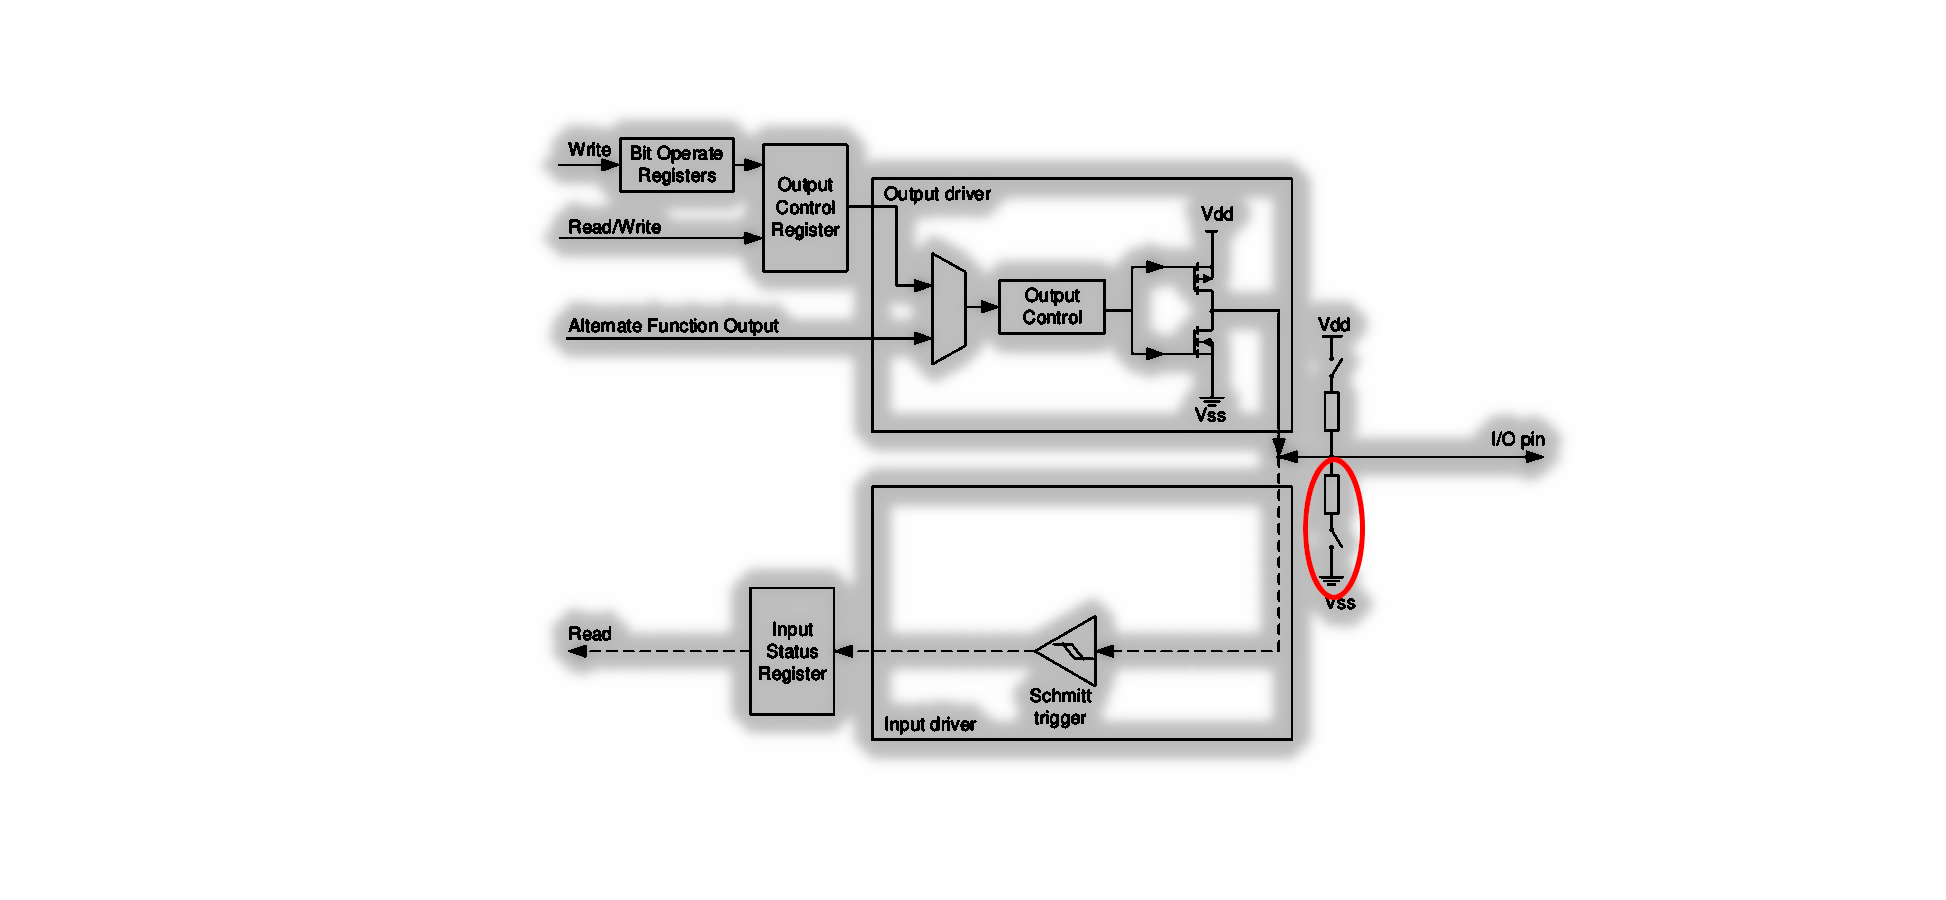 Write
Bit Operate
Registers
Output
Control
Register
Read/Write
Alternate Function Output
Output driver
Vdd
Output
Control
Vss
Vdd
I/O pin
Vss
Read
Input
Status
Register
Schmitt
trigger
Input driver